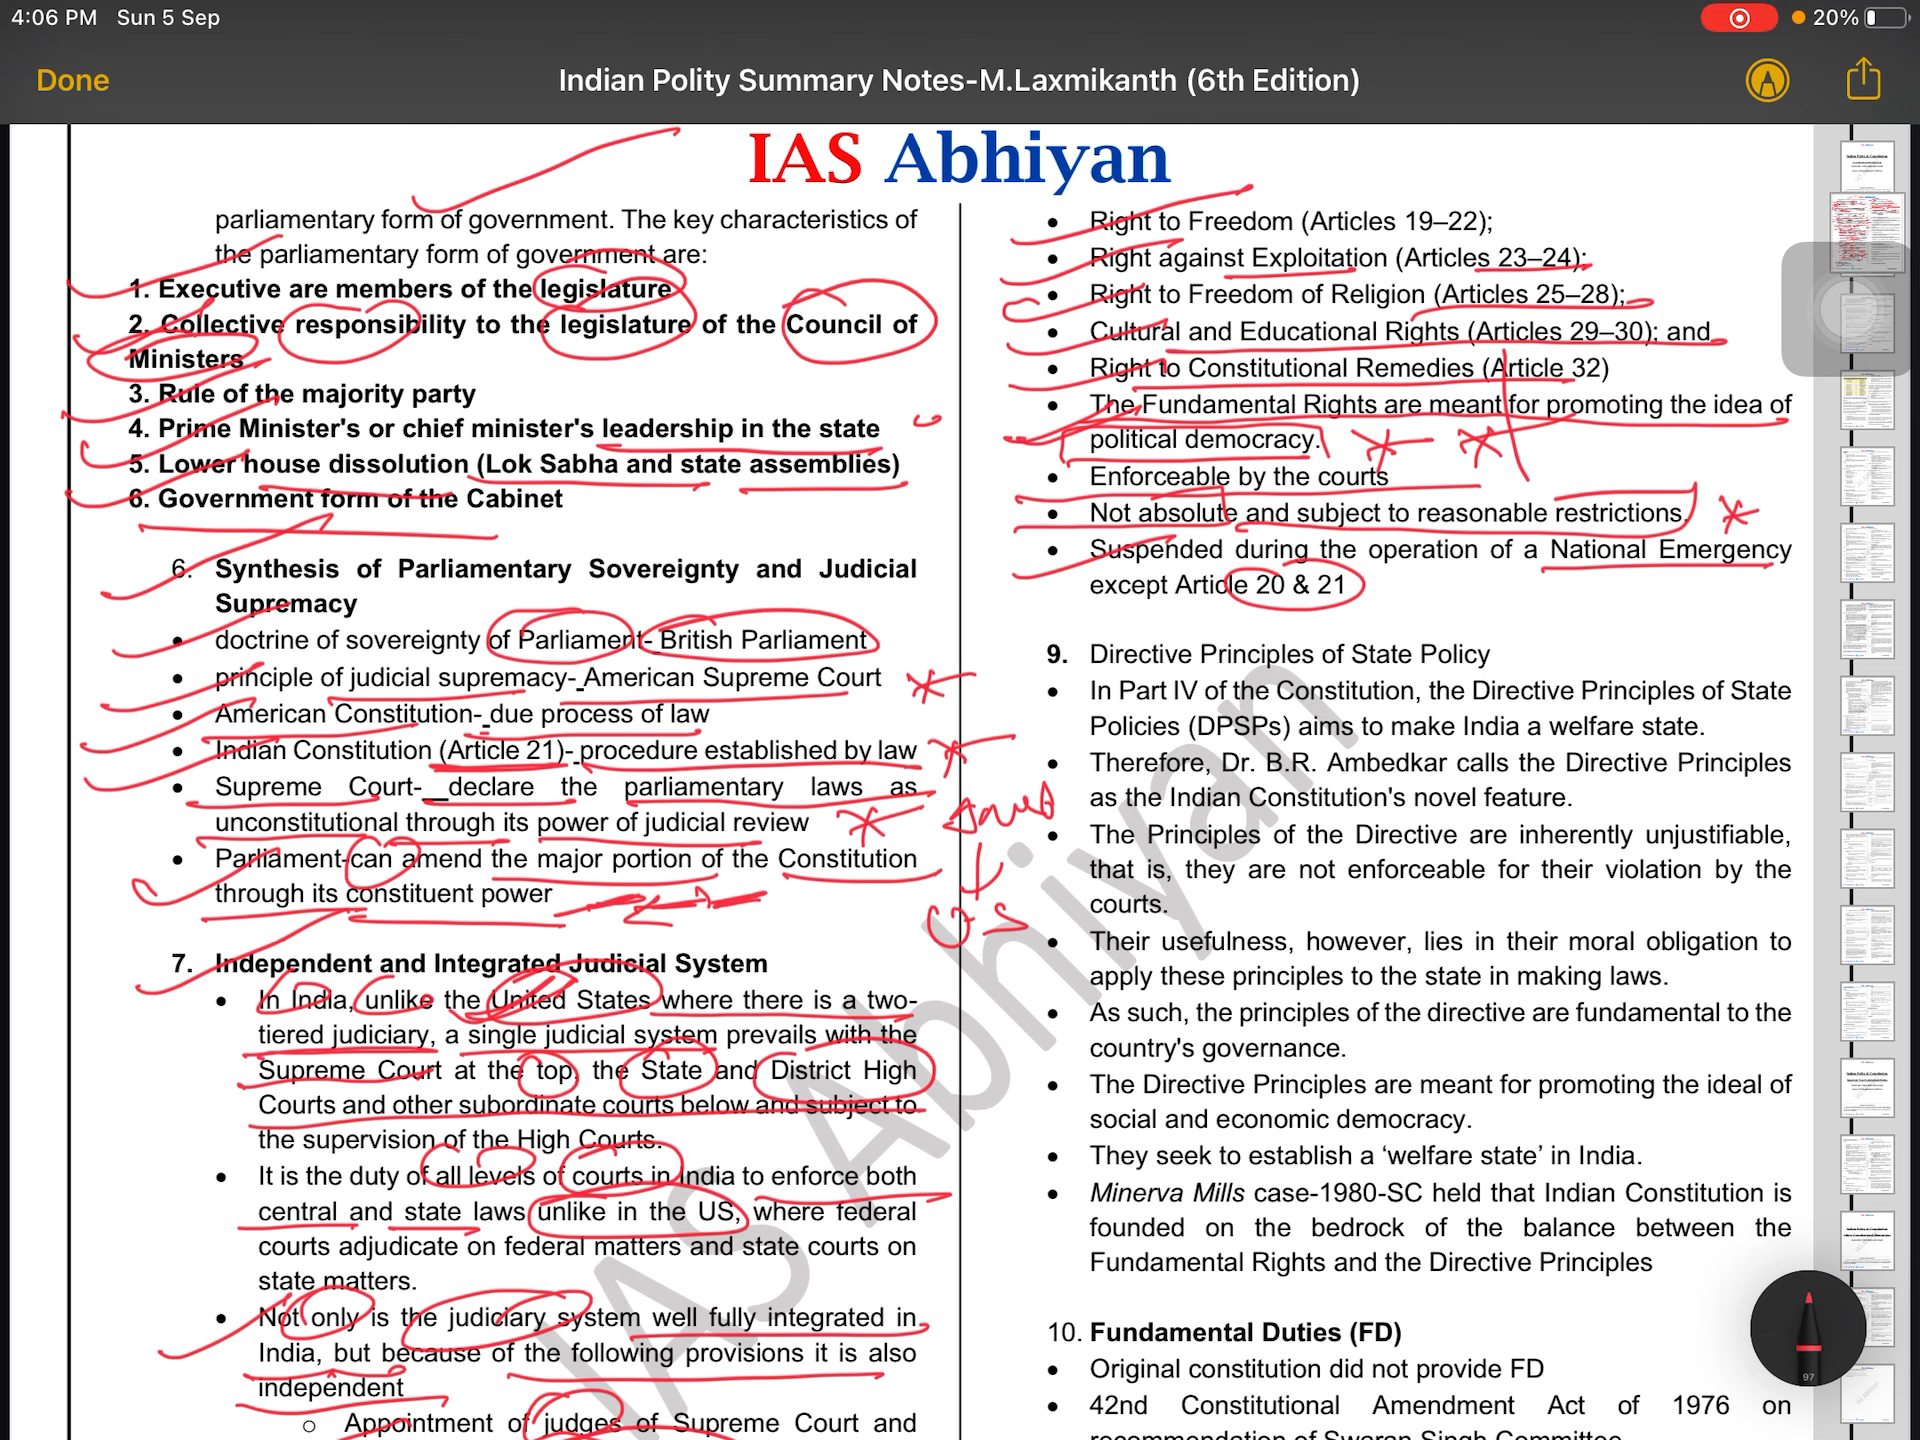 4:06 PM Sun 5 Sep
20%
Done
Indian Polity Summary Notes-M.Laxmikanth (6th Edition)
IAS Abhiyan
parliamentary form of government. The key characteristics of
the parliamentary form of government are:
1. Executive are members of the legislature
2. Collective responsibility to the legislature of the Council of
Ministers
3. Rule of the majority party
4. Prime Minister's or chief minister's leadership in the state
5. Lower house dissolution (Lok Sabha and state assemblies)
6. Government form of the Cabinet
6. Synthesis of Parliamentary Sovereignty and Judicial
Supremacy
• doctrine of sovereignty of Parliament- British Parliament
• principle of judicial supremacy- American Supreme Court
• American Constitution- due process of law
• Indian Constitution (Article 21)- procedure established by law
• Supreme Court- declare the parliamentary laws as
unconstitutional through its power of judicial review
• Parliament-can amend the major portion of the Constitution
through its constituent power
7. Independent and Integrated Judicial System
• In India, unlike the United States where there is a two-
tiered judiciary, a single judicial system prevails with the
Supreme Court at the top, the State and District High
Courts and other subordinate courts below and subject to
the supervision of the High Courts.
• It is the duty of all levels of courts in India to enforce both
central and state laws unlike in the US, where federal
courts adjudicate on federal matters and state courts on
state matters.
• Not only is the judiciary system well fully integrated in
India, but because of the following provisions it is also
independent
o Appointment of judges of Supreme Court and
• Right to Freedom (Articles 19–22);
• Right against Exploitation (Articles 23–24);
• Right to Freedom of Religion (Articles 25–28);
• Cultural and Educational Rights (Articles 29–30); and
• Right to Constitutional Remedies (Article 32)
• The Fundamental Rights are meant for promoting the idea of
political democracy.
• Enforceable by the courts
• Not absolute and subject to reasonable restrictions.
• Suspended during the operation of a National Emergency
except Article 20 & 21
9. Directive Principles of State Policy
• In Part IV of the Constitution, the Directive Principles of State
Policies (DPSPs) aims to make India a welfare state.
• Therefore, Dr. B.R. Ambedkar calls the Directive Principles
as the Indian Constitution's novel feature.
• The Principles of the Directive are inherently unjustifiable,
that is, they are not enforceable for their violation by the
courts.
• Their usefulness, however, lies in their moral obligation to
apply these principles to the state in making laws.
• As such, the principles of the directive are fundamental to the
country's governance.
• The Directive Principles are meant for promoting the ideal of
social and economic democracy.
• They seek to establish a ‘welfare state’ in India.
• Minerva Mills case-1980-SC held that Indian Constitution is
founded on the bedrock of the balance between the
Fundamental Rights and the Directive Principles
10. Fundamental Duties (FD)
• Original constitution did not provide FD
• 42nd Constitutional Amendment Act of 1976 on
recommendation of Swaran Singh Committee
IAS Abhiyan
97